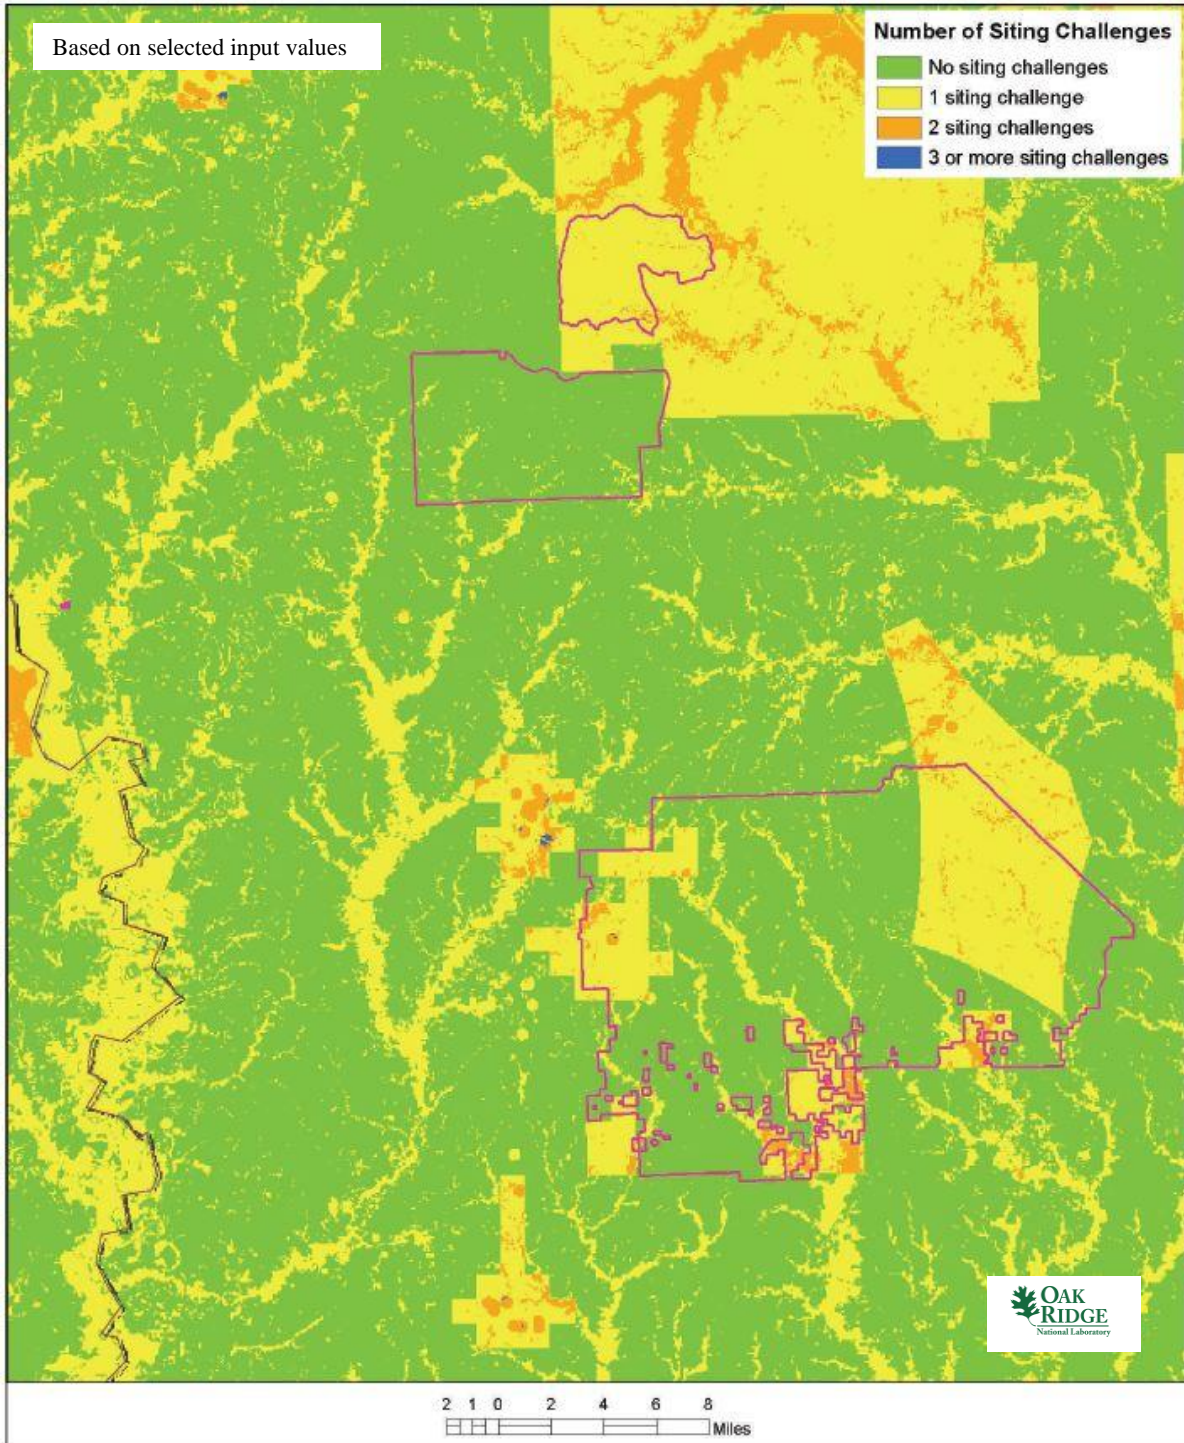 Based on selected input values
Number of Siting Challenges
No siting challenges
1 siting challenge
2 siting challenges
3 or more siting challenges
OAK
RIDGE
National Laboratory
2 1 0 2 4 6 8
Miles